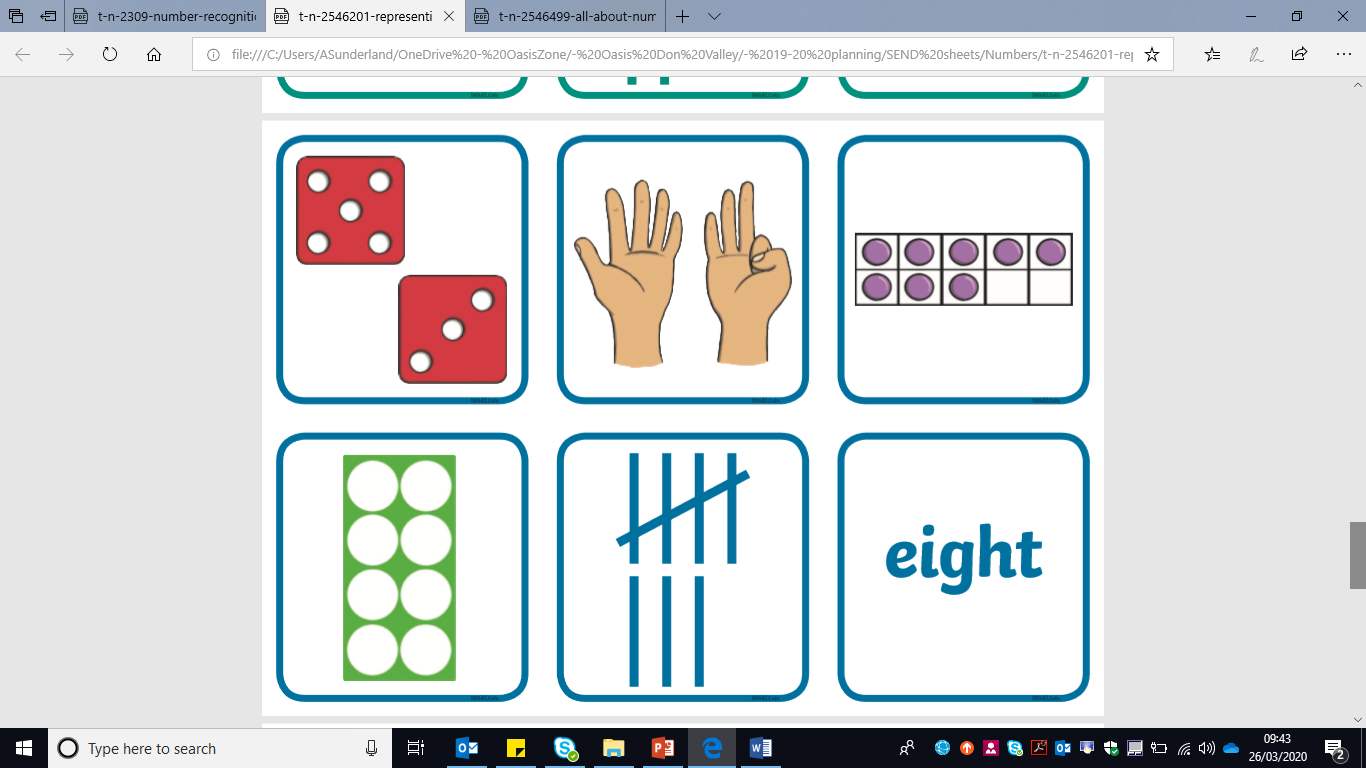 t-n-2309-number-recogniti
t-n-2546201-representi
t-n-2546499-all-about-num
file:///C:/Users/ASunderland/OneDrive%20-%20OasisZone/-%20Oasis%20Don%20Valley/-%2019-20%20planning/SEND%20sheets/Numbers/t-n-2546201-rep
eight
Type here to search
09:43
26/03/2020
2